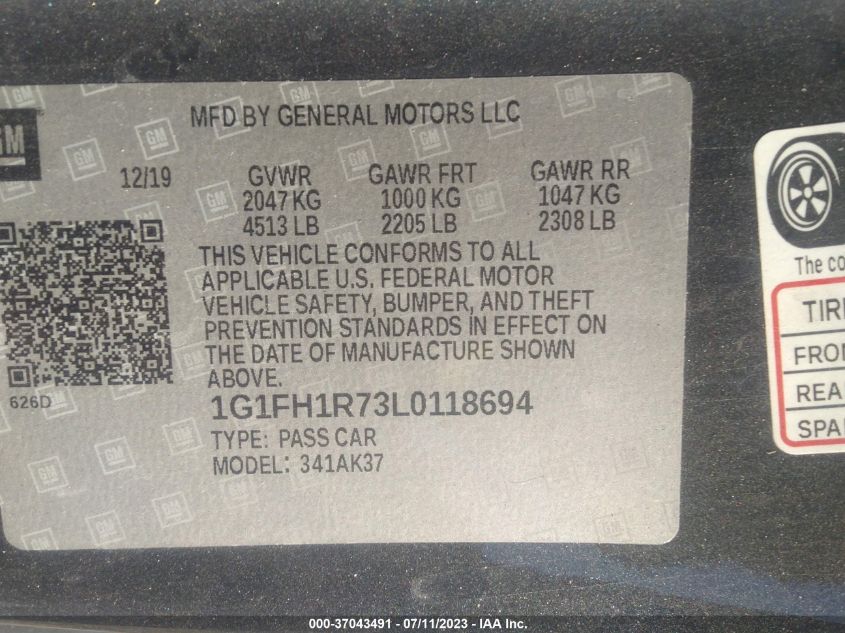 MFD BY GENERAL MOTORS LLC
GM
12/19
GVWR GAWR FRT GAWR RR
2047 KG 1000 KG 1047 KG
4513 LB 2205 LB 2308 LB
THIS VEHICLE CONFORMS TO ALL
APPLICABLE U.S. FEDERAL MOTOR
VEHICLE SAFETY, BUMPER, AND THEFT
PREVENTION STANDARDS IN EFFECT ON
THE DATE OF MANUFACTURE SHOWN
ABOVE.
626D
1G1FH1R73L0118694
TYPE: PASS CAR
MODEL: 341AK37
The co
TIR
FRON
REA
SPA
000-37043491 - 07/11/2023 - IAA Inc.